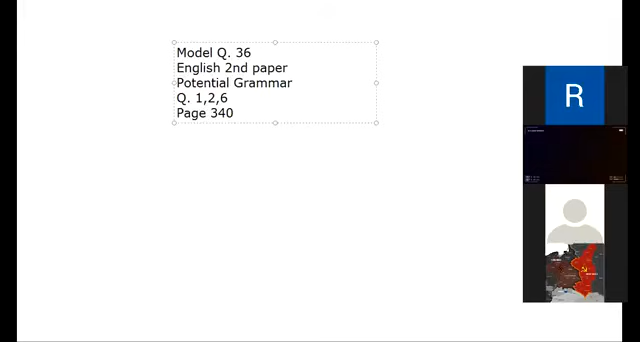 Model Q. 36
English 2nd paper
Potential Grammar
Q. 1,2,6
Page 340
R